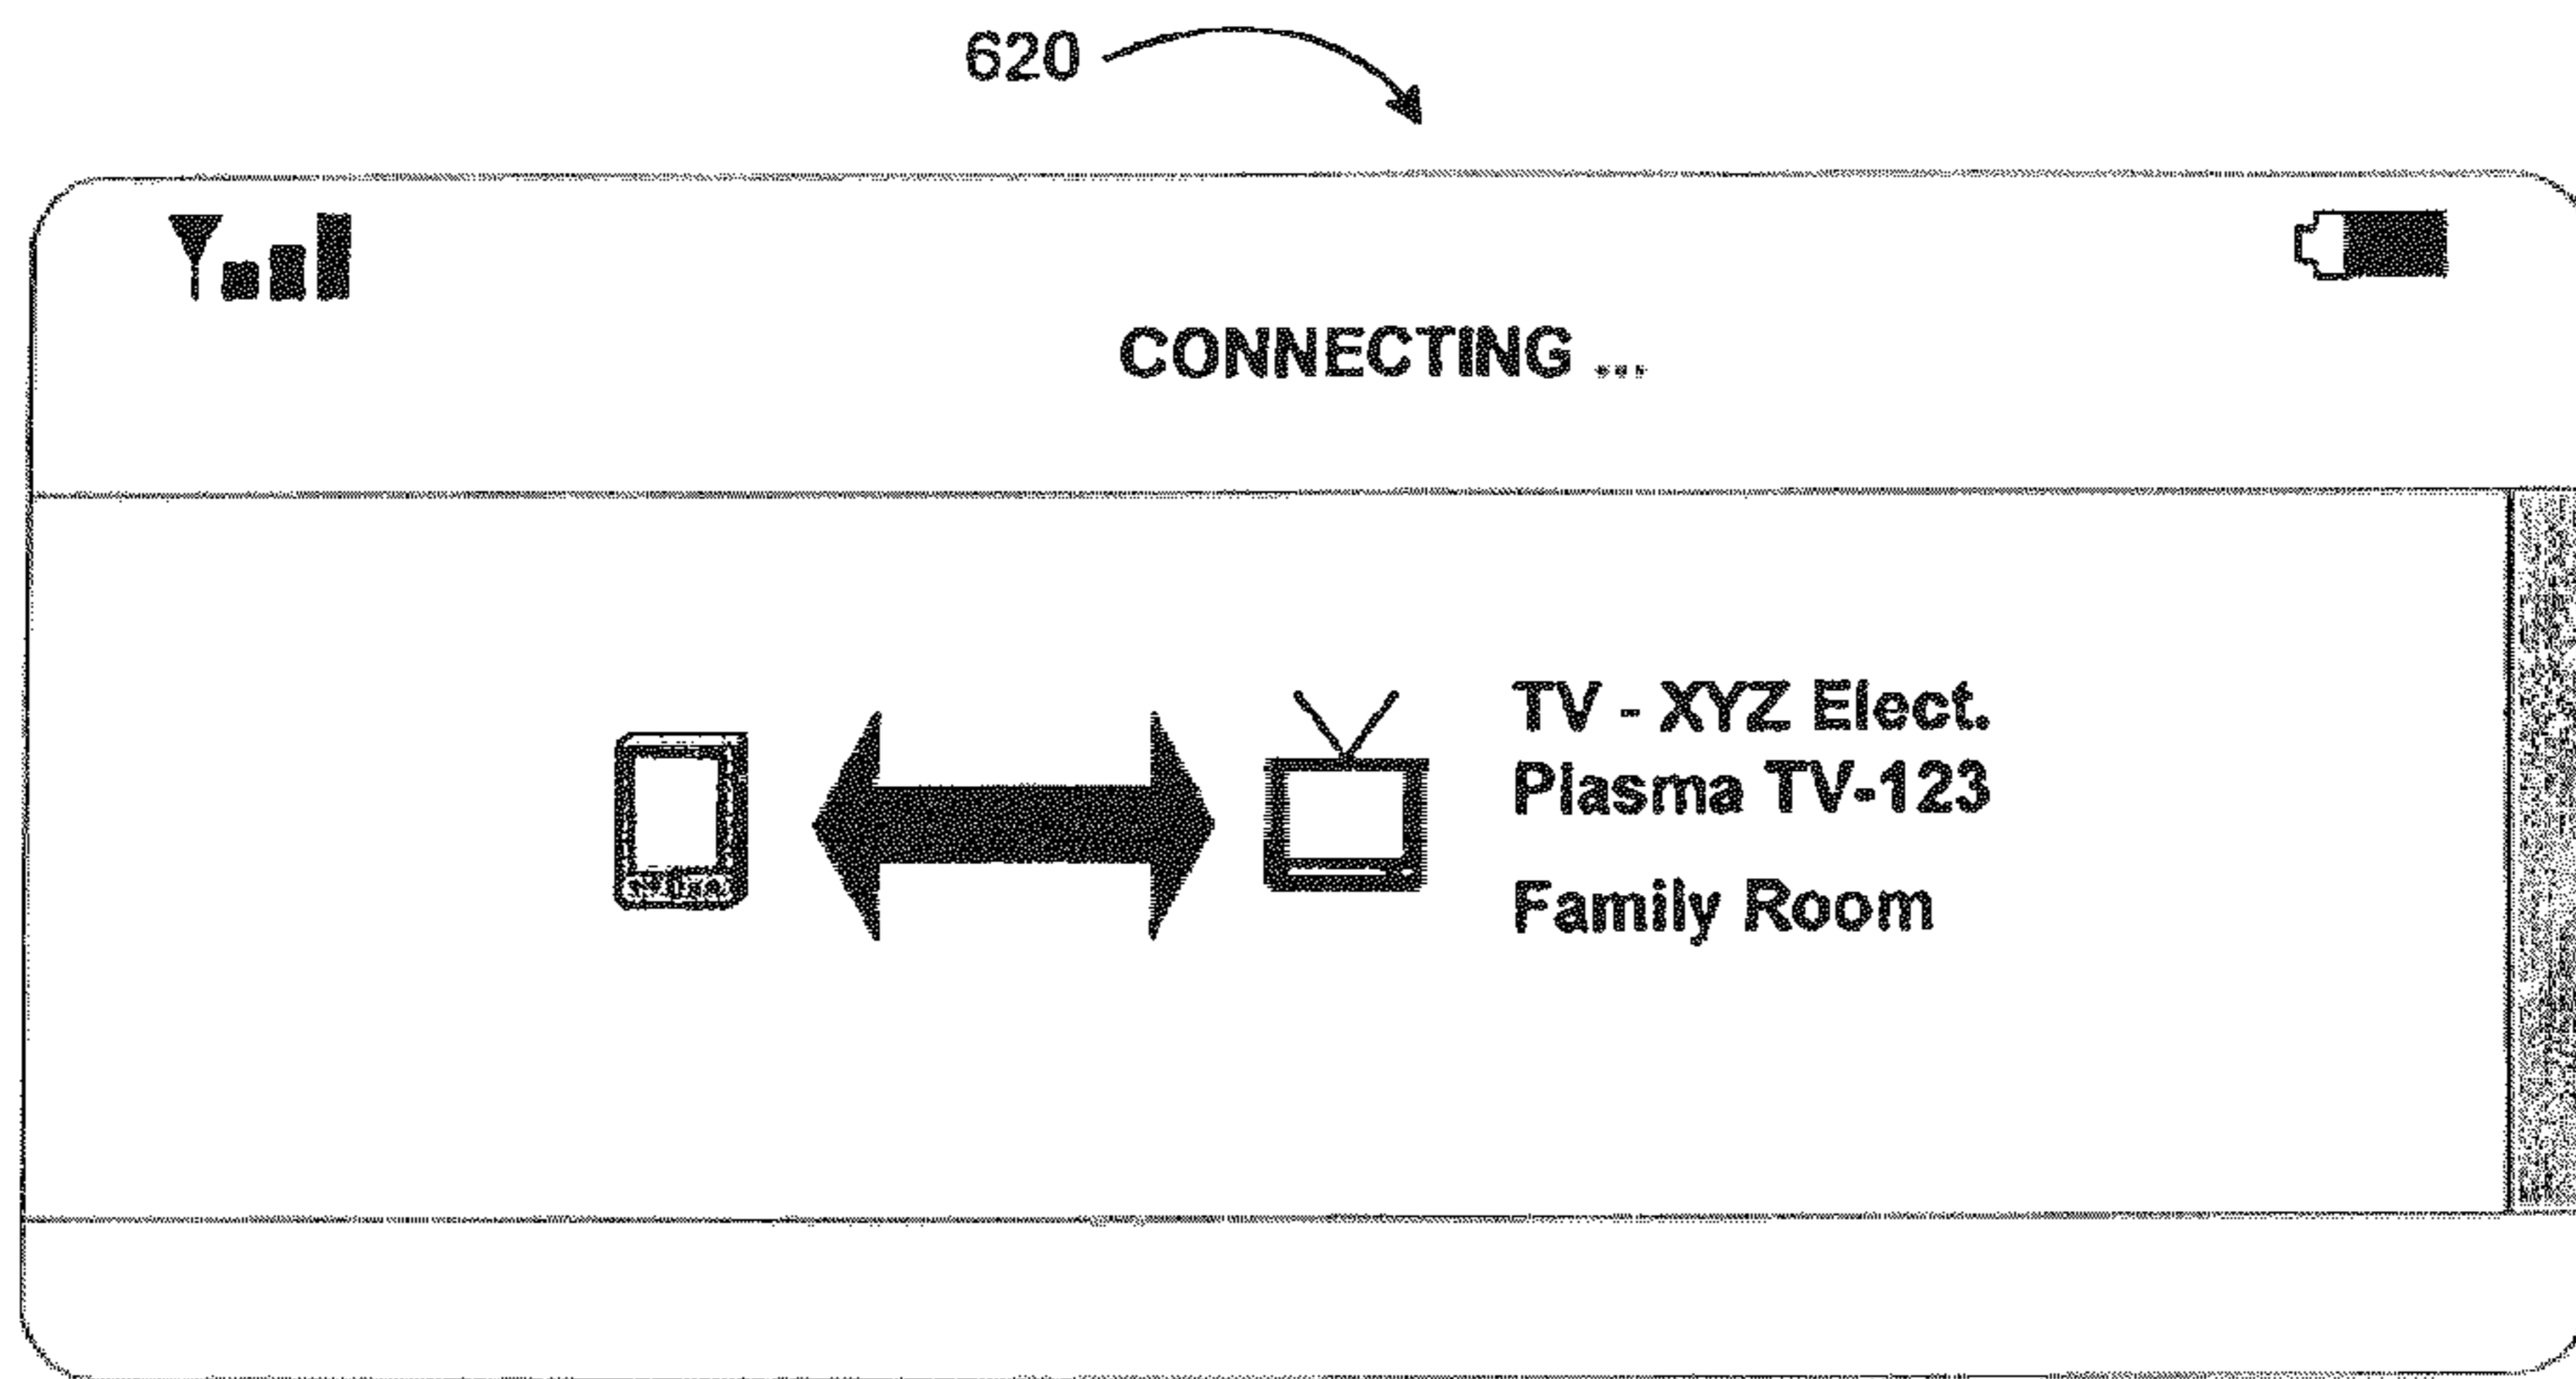 620
CONNECTING ...
TV - XYZ Elect.
Plasma TV-123
Family Room